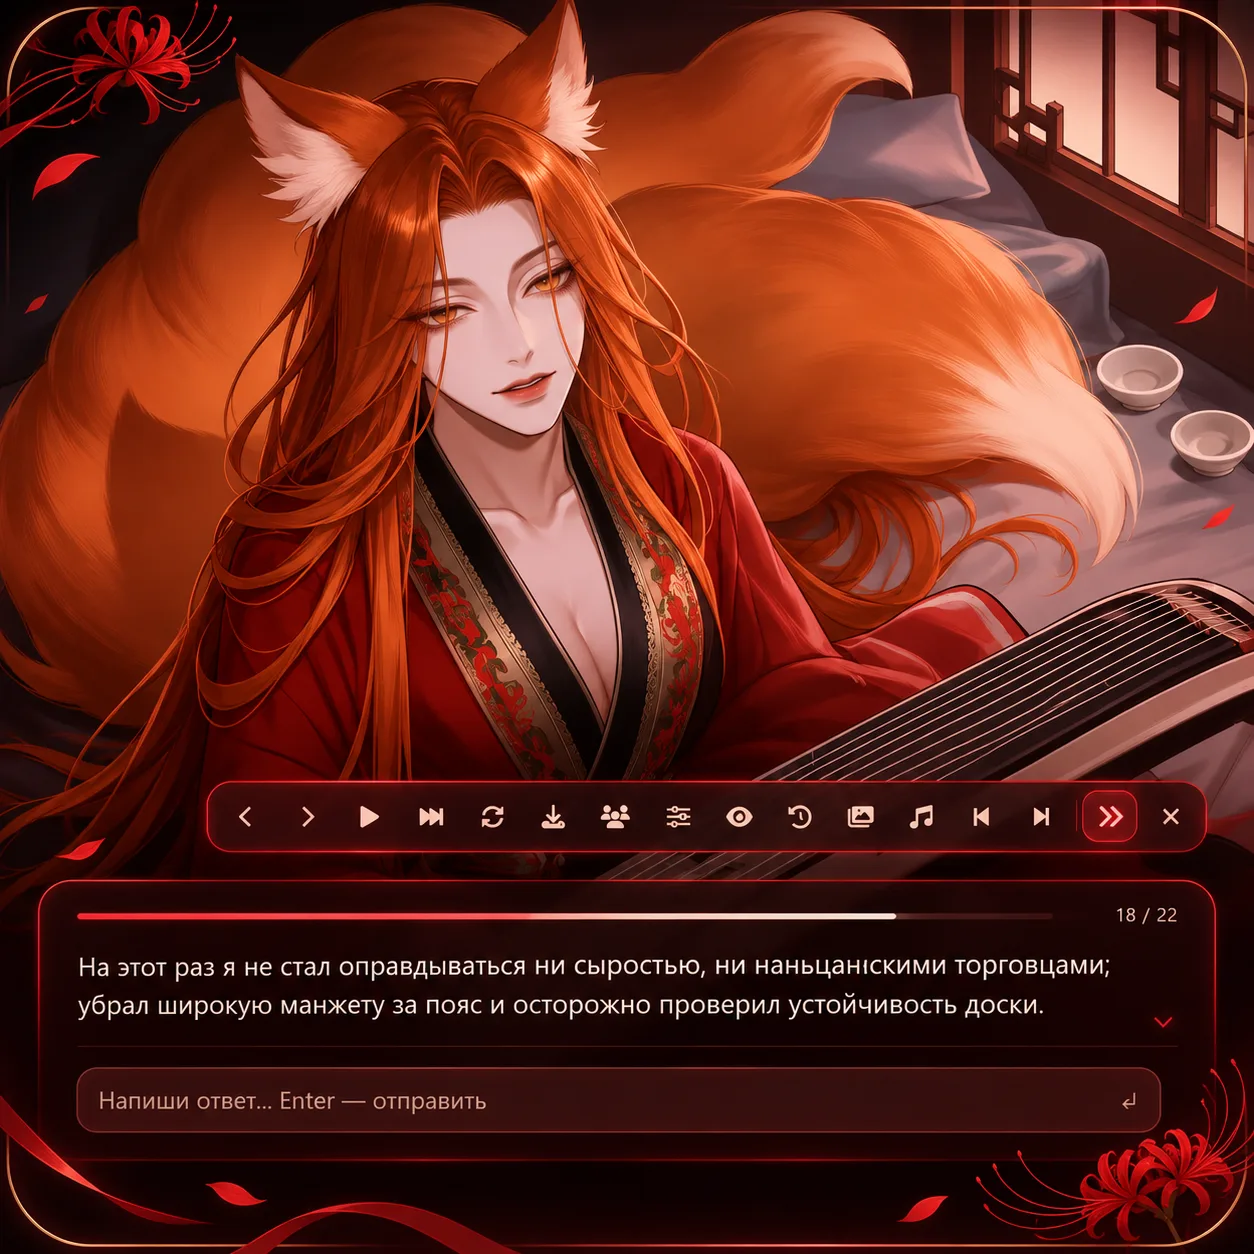 18 / 22
На этот раз я не стал оправдываться ни сыростью, ни наньцанскими торговцами;
убрал широкую манжету за пояс и осторожно проверил устойчивость доски.
Напиши ответ... Enter — отправить